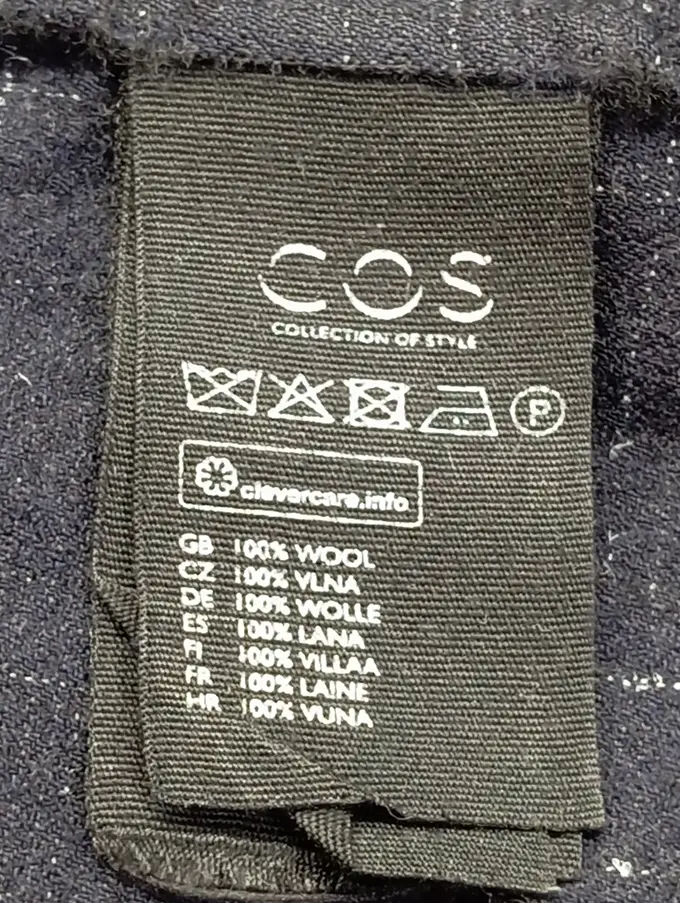 COS
COLLECTION OF STYLE
P
clevercare.info
GB 100% WOOL
CZ 100% VLNA
DE 100% WOLLE
ES 100% LANA
FI 100% VILLAA
FR 100% LAINE
HR 100% VUNA